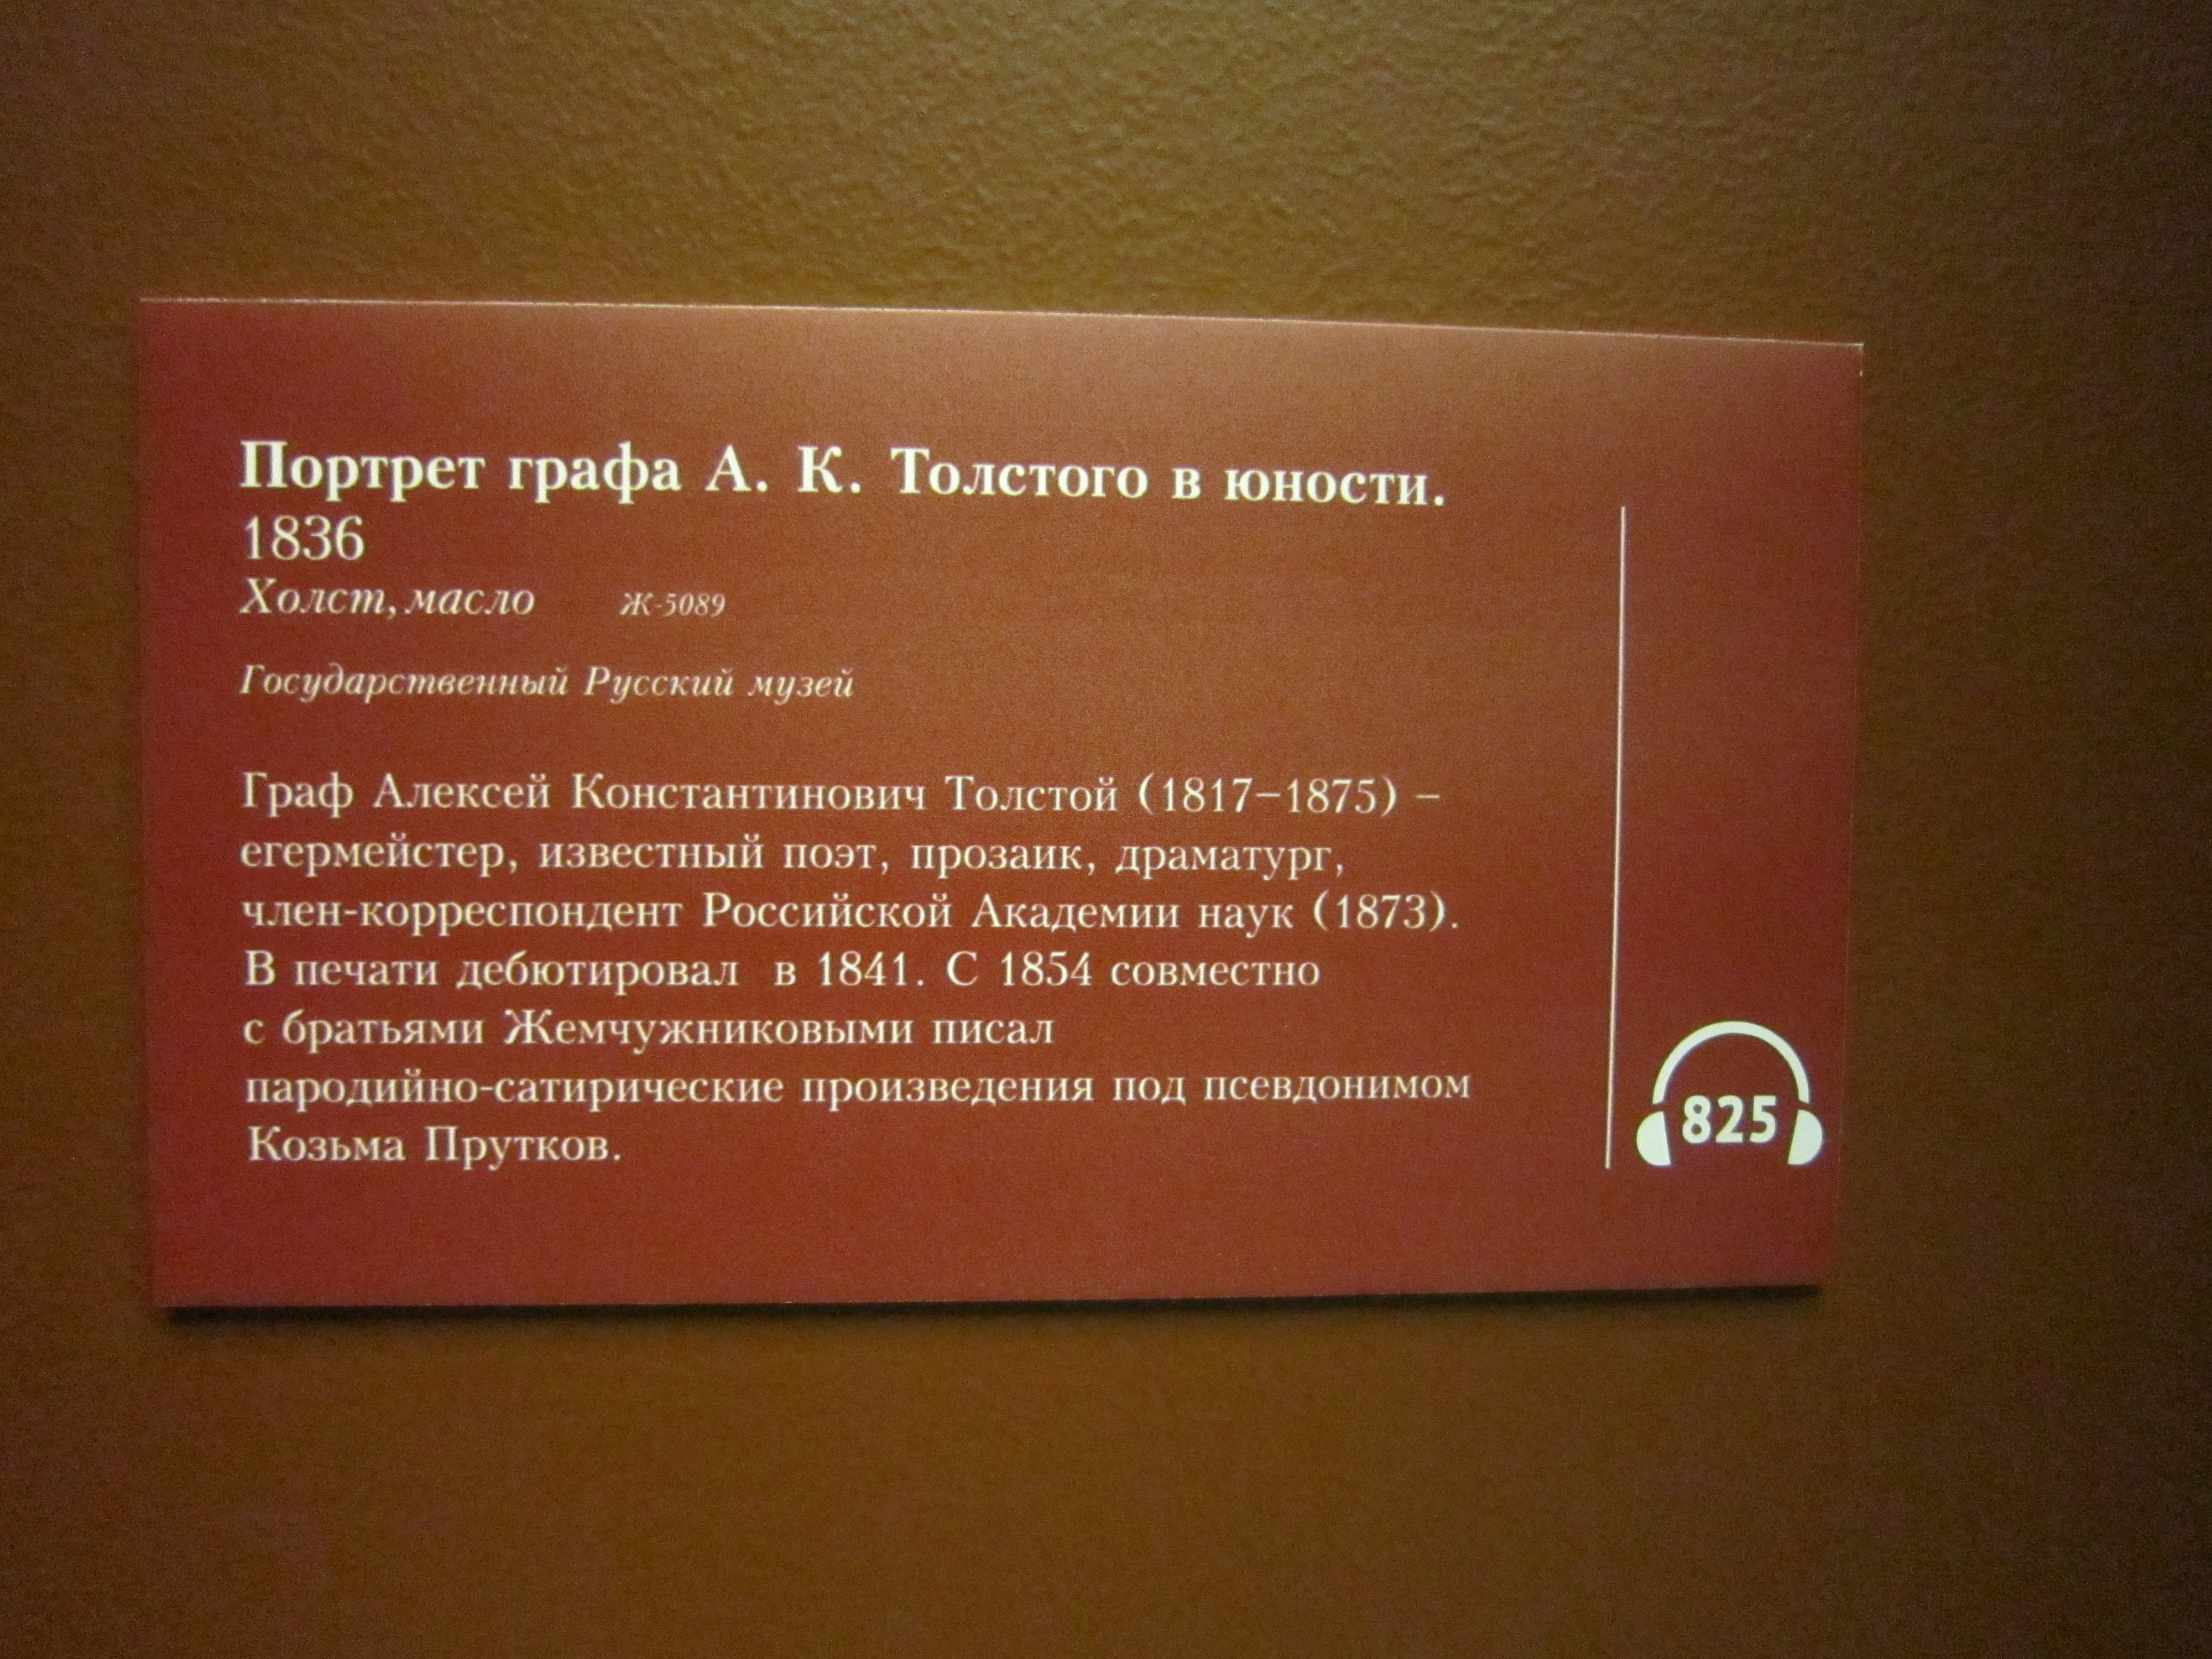 Портрет графа А. К. Толстого в юности.
1836
Холст, масло Ж-5089
Государственный Русский музей
Граф Алексей Константинович Толстой (1817–1875) –
егермейстер, известный поэт, прозаик, драматург,
член-корреспондент Российской Академии наук (1873).
В печати дебютировал в 1841. С 1854 совместно
с братьями Жемчужниковыми писал
пародийно-сатирические произведения под псевдонимом
Козьма Прутков.
825